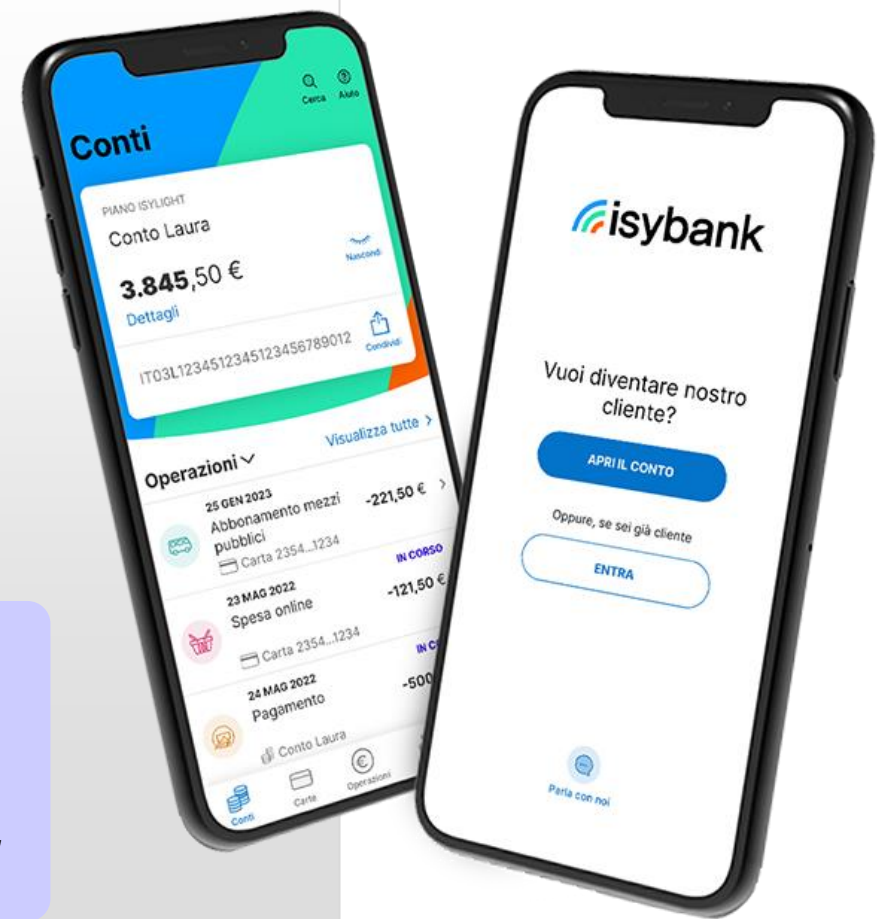 Cerca
Aiuto
Conti
PIANO ISYLIGHT
Conto Laura
3.845,50 €
Nascondi
Dettagli
IT03L1234512345123456789012
Condividi
Operazioni
Visualizza tutte >
25 GEN 2023
Abbonamento mezzi
pubblici
-221,50 €
Carta 2354...1234
IN CORSO
23 MAG 2022
Spesa online
-121,50 €
Carta 2354...1234
24 MAG 2022
Pagamento
-500
Conto Laura
Conti
Carte
Operazioni
isybank
Vuoi diventare nostro
cliente?
APRI IL CONTO
Oppure, se sei già cliente
ENTRA
Parla con noi